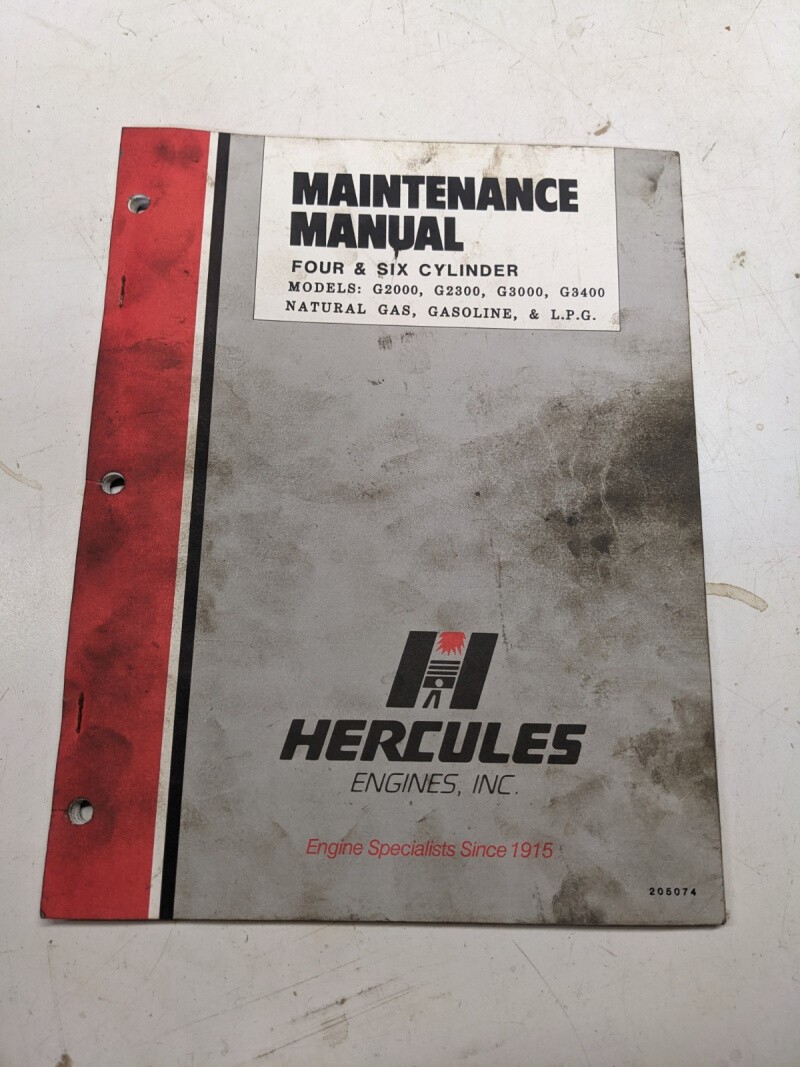 MAINTENANCE
MANUAL
FOUR & SIX CYLINDER
MODELS: G2000, G2300, G3000, G3400
NATURAL GAS, GASOLINE, & L.P.G.
HERCULES
ENGINES, INC.
Engine Specialists Since 1915
205074